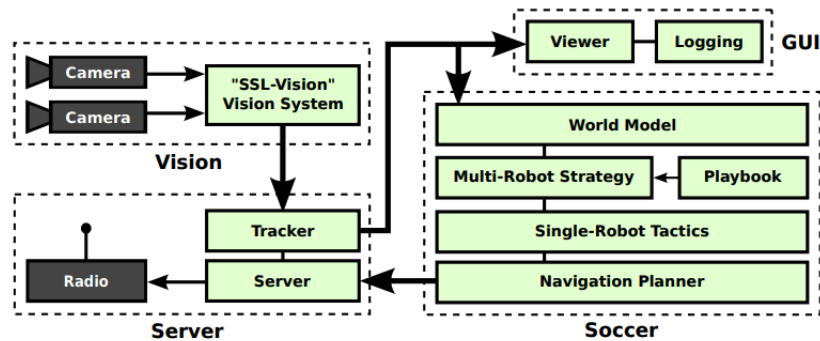 Camera
Camera
"SSL-Vision"
Vision System
Vision
Viewer
Logging
GUI
World Model
Multi-Robot Strategy
Playbook
Single-Robot Tactics
Navigation Planner
Soccer
Tracker
Radio
Server
Server